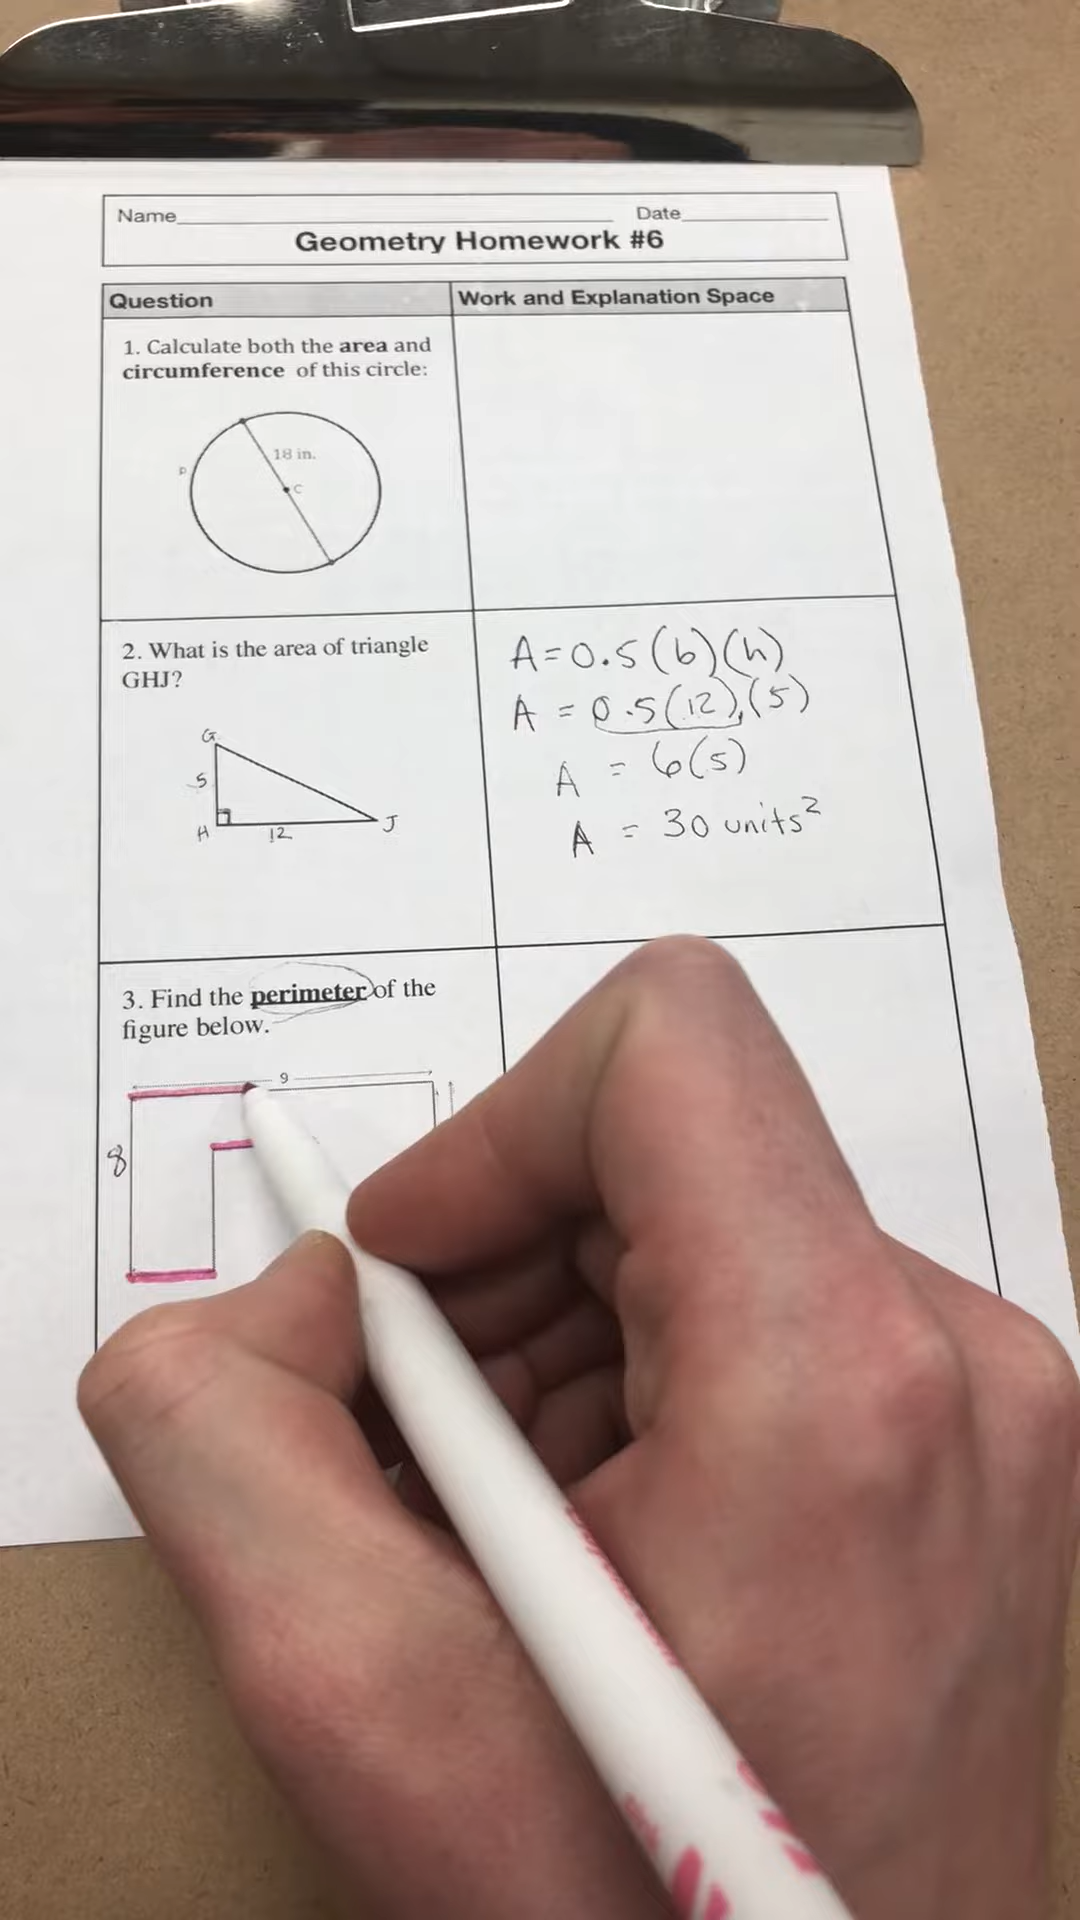 Name Date
Geometry Homework #6
Question Work and Explanation Space
1. Calculate both the area and
circumference of this circle:
18 in.
P
C
2. What is the area of triangle
GHJ?
G
5
H 12 J
A = 0.5 (b)(h)
A = 0.5(12)(5)
A = 6(5)
A = 30 units²
3. Find the perimeter of the
figure below.
9
8